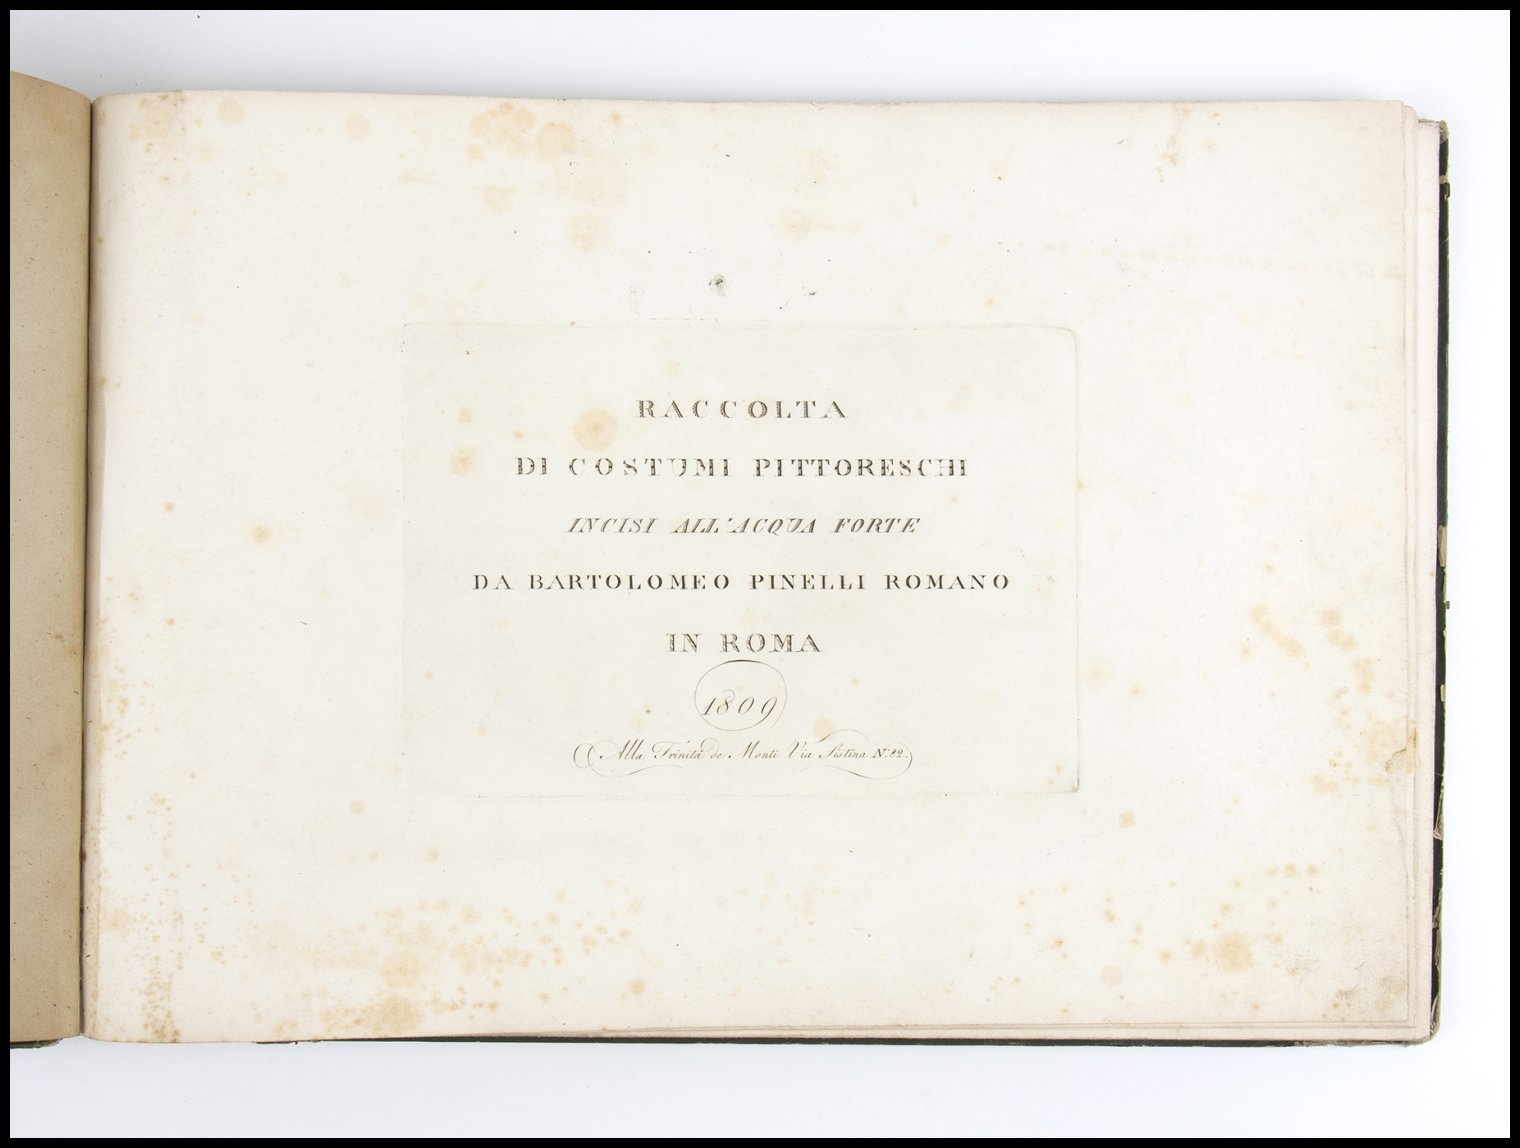 RACCOLTA
DI COSTUMI PITTORESCHI
INCISI ALL'ACQUA FORTE
DA BARTOLOMEO PINELLI ROMANO
IN ROMA
1809
Alla Trinità de Monti Via Sistina N.º 82.